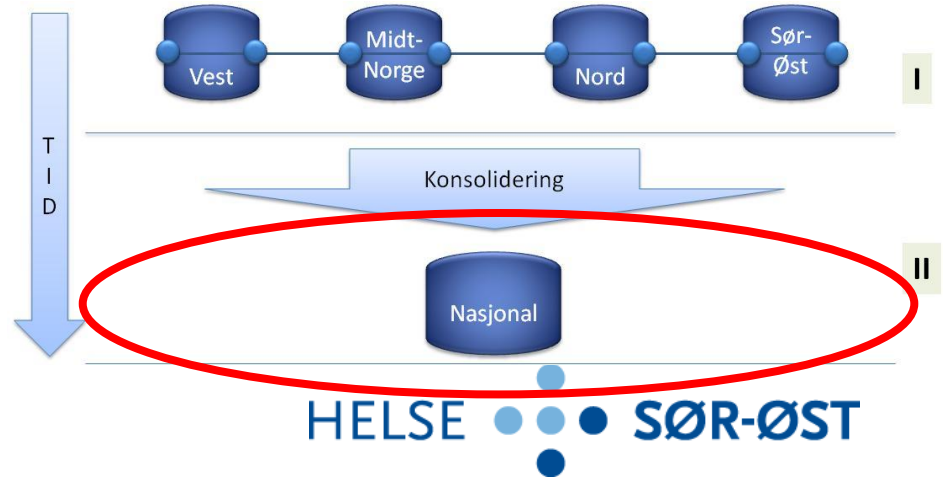 Vest
Midt-
Norge
Nord
Sør-
Øst
I
T
I
D
Konsolidering
II
Nasjonal
HELSE SØR-ØST